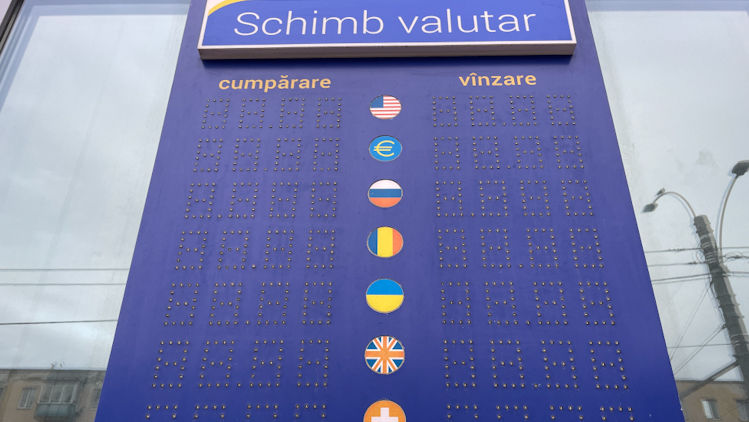 Schimb valutar
cumpărare vînzare
€